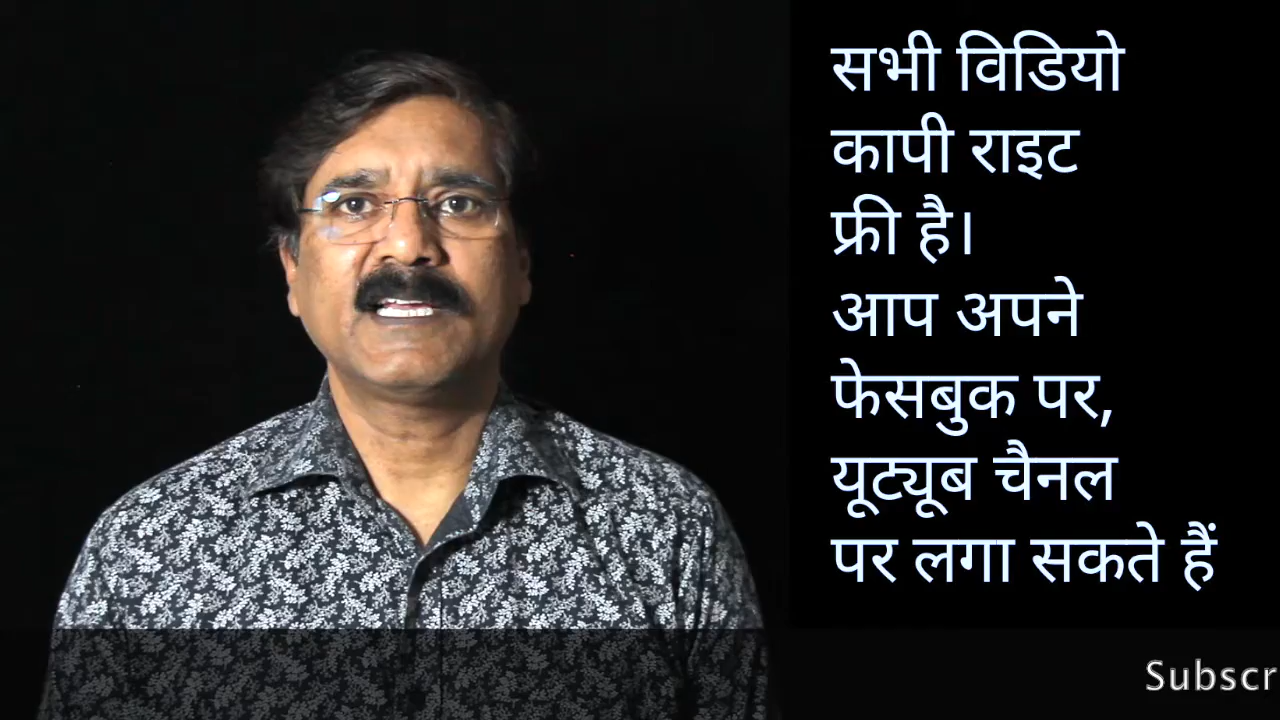 सभी विडियो
कापी राइट
फ्री है।
आप अपने
फेसबुक पर,
यूट्यूब चैनल
पर लगा सकते हैं
Subscr